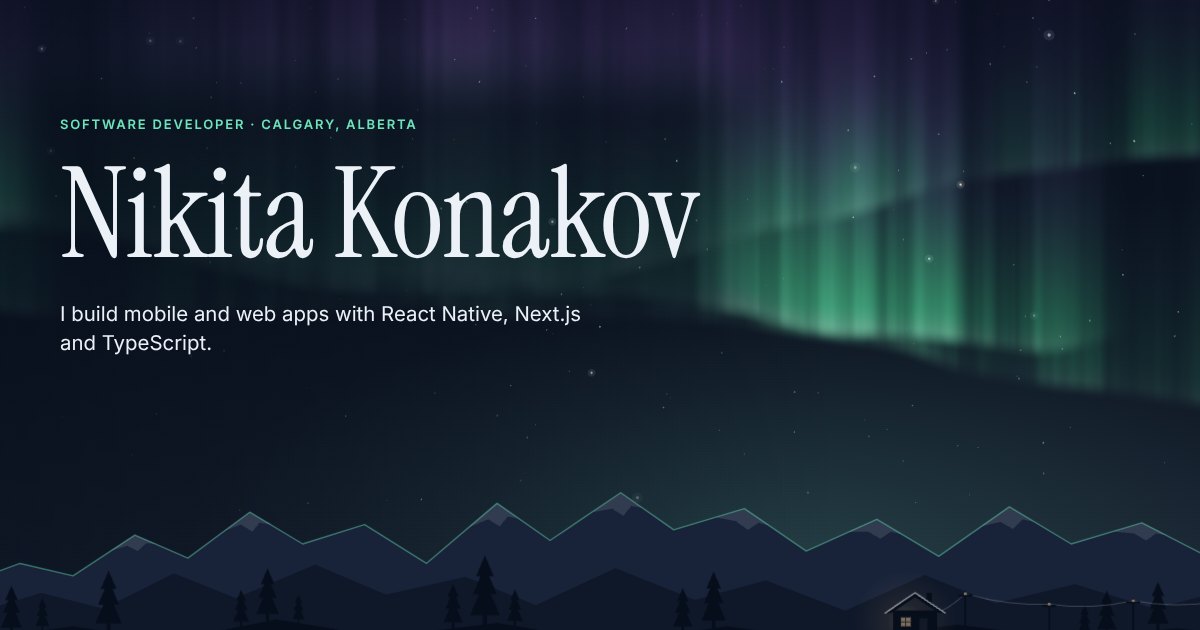 SOFTWARE DEVELOPER · CALGARY, ALBERTA
Nikita Konakov
I build mobile and web apps with React Native, Next.js
and TypeScript.